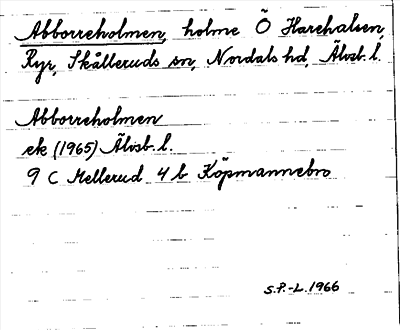 Abborreholmen, holme Ö Harehalsen,
Ryr, Skålleruds sn, Nordals hd, Älvsb. l.
Abborreholmen
ek (1965) Älvsb. l.
9 C Mellerud 4 b Köpmannebro
S.P.-L. 1966